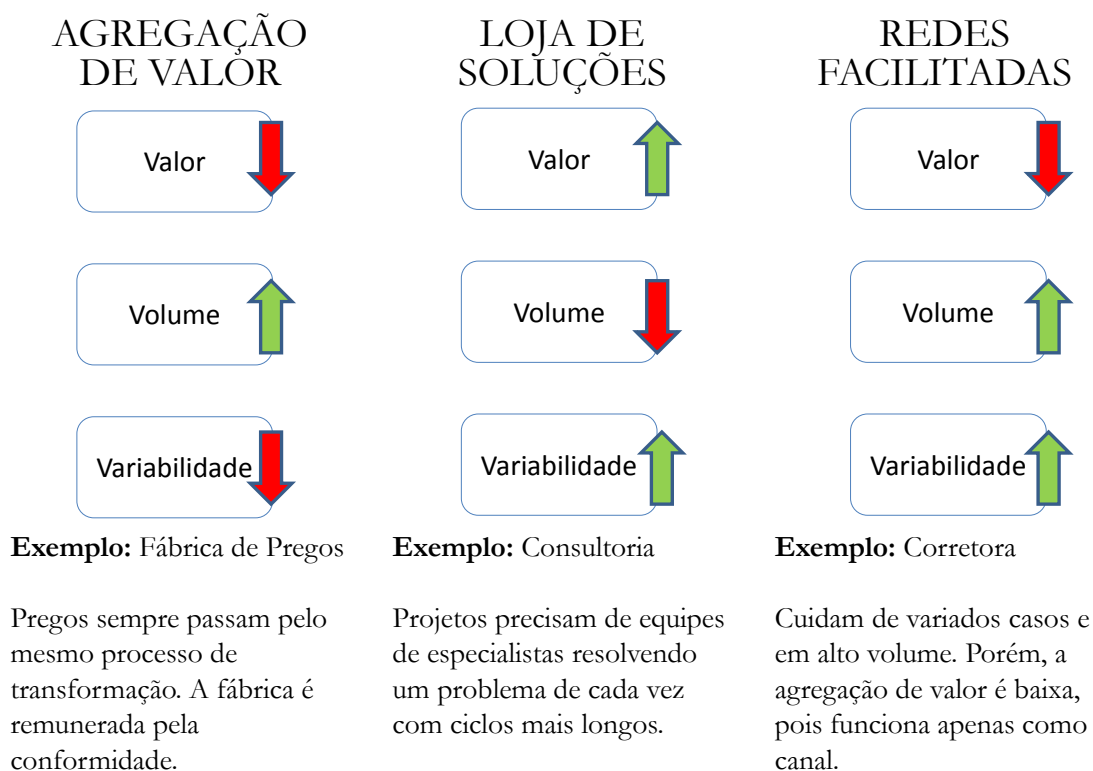 AGREGAÇÃO
DE VALOR
Valor
Volume
Variabilidade
Exemplo: Fábrica de Pregos
Pregos sempre passam pelo
mesmo processo de
transformação. A fábrica é
remunerada pela
conformidade.
LOJA DE
SOLUÇÕES
Valor
Volume
Variabilidade
Exemplo: Consultoria
Projetos precisam de equipes
de especialistas resolvendo
um problema de cada vez
com ciclos mais longos.
REDES
FACILITADAS
Valor
Volume
Variabilidade
Exemplo: Corretora
Cuidam de variados casos e
em alto volume. Porém, a
agregação de valor é baixa,
pois funciona apenas como
canal.